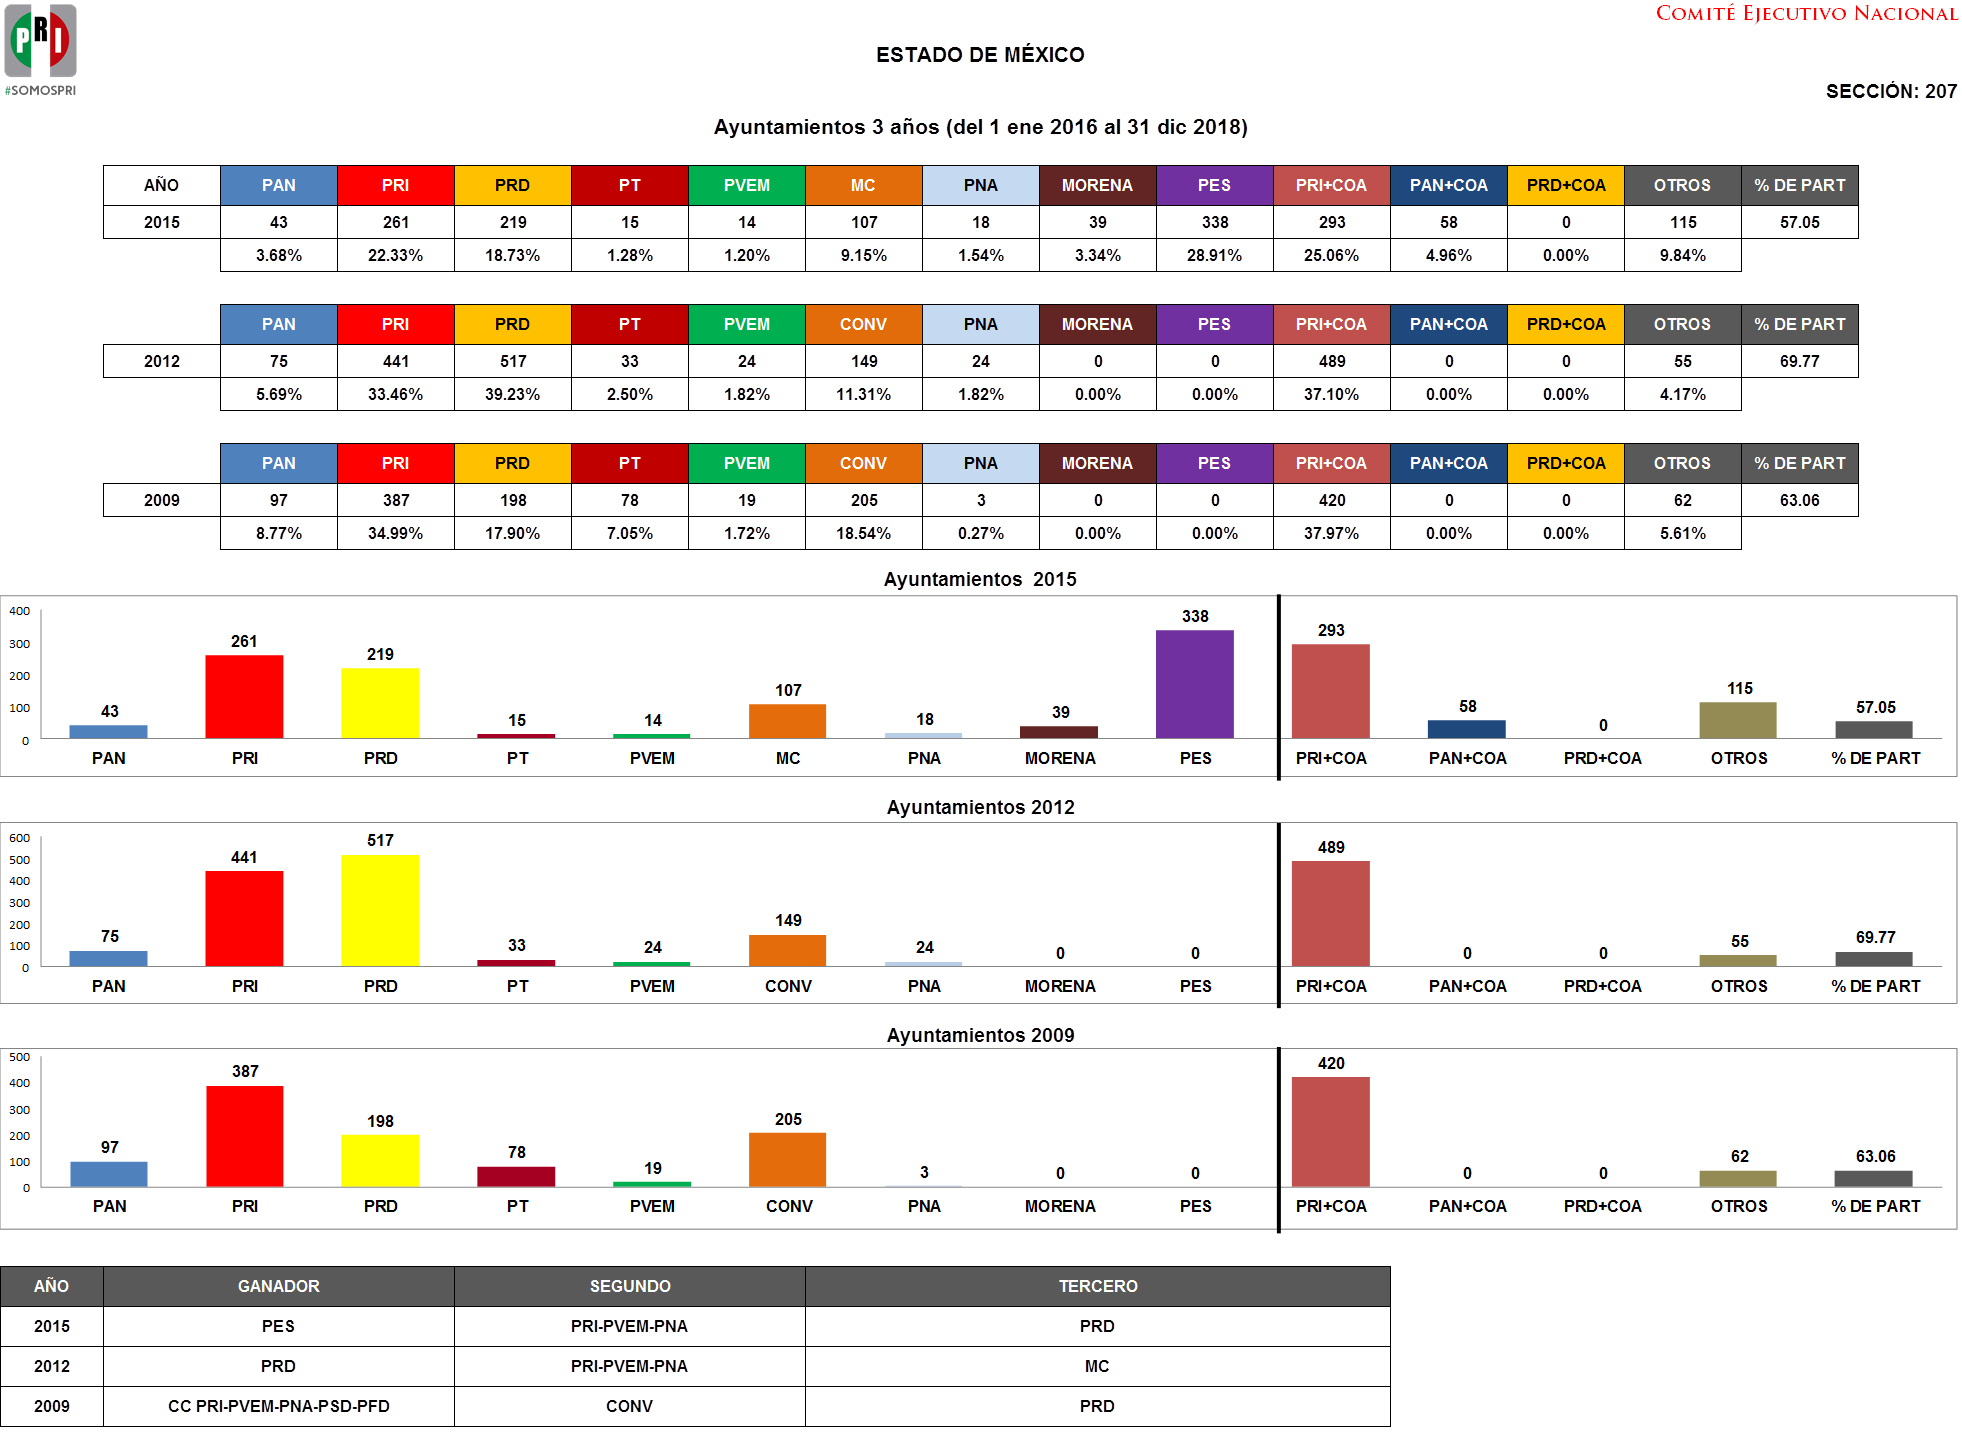 PRI
#SOMOSPRI
COMITÉ EJECUTIVO NACIONAL
ESTADO DE MÉXICO
SECCIÓN: 207
Ayuntamientos 3 años (del 1 ene 2016 al 31 dic 2018)
AÑO PAN PRI PRD PT PVEM MC PNA MORENA PES PRI+COA PAN+COA PRD+COA OTROS % DE PART
2015 43 261 219 15 14 107 18 39 338 293 58 0 115 57.05
3.68% 22.33% 18.73% 1.28% 1.20% 9.15% 1.54% 3.34% 28.91% 25.06% 4.96% 0.00% 9.84%
PAN PRI PRD PT PVEM CONV PNA MORENA PES PRI+COA PAN+COA PRD+COA OTROS % DE PART
2012 75 441 517 33 24 149 24 0 0 489 0 0 55 69.77
5.69% 33.46% 39.23% 2.50% 1.82% 11.31% 1.82% 0.00% 0.00% 37.10% 0.00% 0.00% 4.17%
PAN PRI PRD PT PVEM CONV PNA MORENA PES PRI+COA PAN+COA PRD+COA OTROS % DE PART
2009 97 387 198 78 19 205 3 0 0 420 0 0 62 63.06
8.77% 34.99% 17.90% 7.05% 1.72% 18.54% 0.27% 0.00% 0.00% 37.97% 0.00% 0.00% 5.61%
Ayuntamientos 2015
400
300
200
100
0
43 261 219 15 14 107 18 39 338 293 58 0 115 57.05
PAN PRI PRD PT PVEM MC PNA MORENA PES PRI+COA PAN+COA PRD+COA OTROS % DE PART
Ayuntamientos 2012
600
500
400
300
200
100
0
75 441 517 33 24 149 24 0 0 489 0 0 55 69.77
PAN PRI PRD PT PVEM CONV PNA MORENA PES PRI+COA PAN+COA PRD+COA OTROS % DE PART
Ayuntamientos 2009
500
400
300
200
100
0
97 387 198 78 19 205 3 0 0 420 0 0 62 63.06
PAN PRI PRD PT PVEM CONV PNA MORENA PES PRI+COA PAN+COA PRD+COA OTROS % DE PART
AÑO GANADOR SEGUNDO TERCERO
2015 PES PRI-PVEM-PNA PRD
2012 PRD PRI-PVEM-PNA MC
2009 CC PRI-PVEM-PNA-PSD-PFD CONV PRD